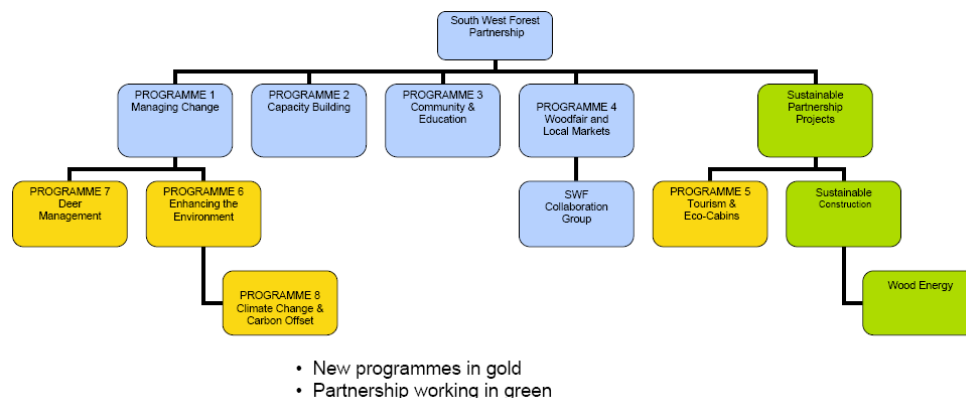 South West Forest
Partnership
PROGRAMME 1
Managing Change
PROGRAMME 2
Capacity Building
PROGRAMME 3
Community &
Education
PROGRAMME 4
Woodfair and
Local Markets
Sustainable
Partnership
Projects
PROGRAMME 7
Deer
Management
PROGRAMME 6
Enhancing the
Environment
SWF
Collaboration
Group
PROGRAMME 5
Tourism &
Eco-Cabins
Sustainable
Construction
PROGRAMME 8
Climate Change &
Carbon Offset
Wood Energy
• New programmes in gold
• Partnership working in green